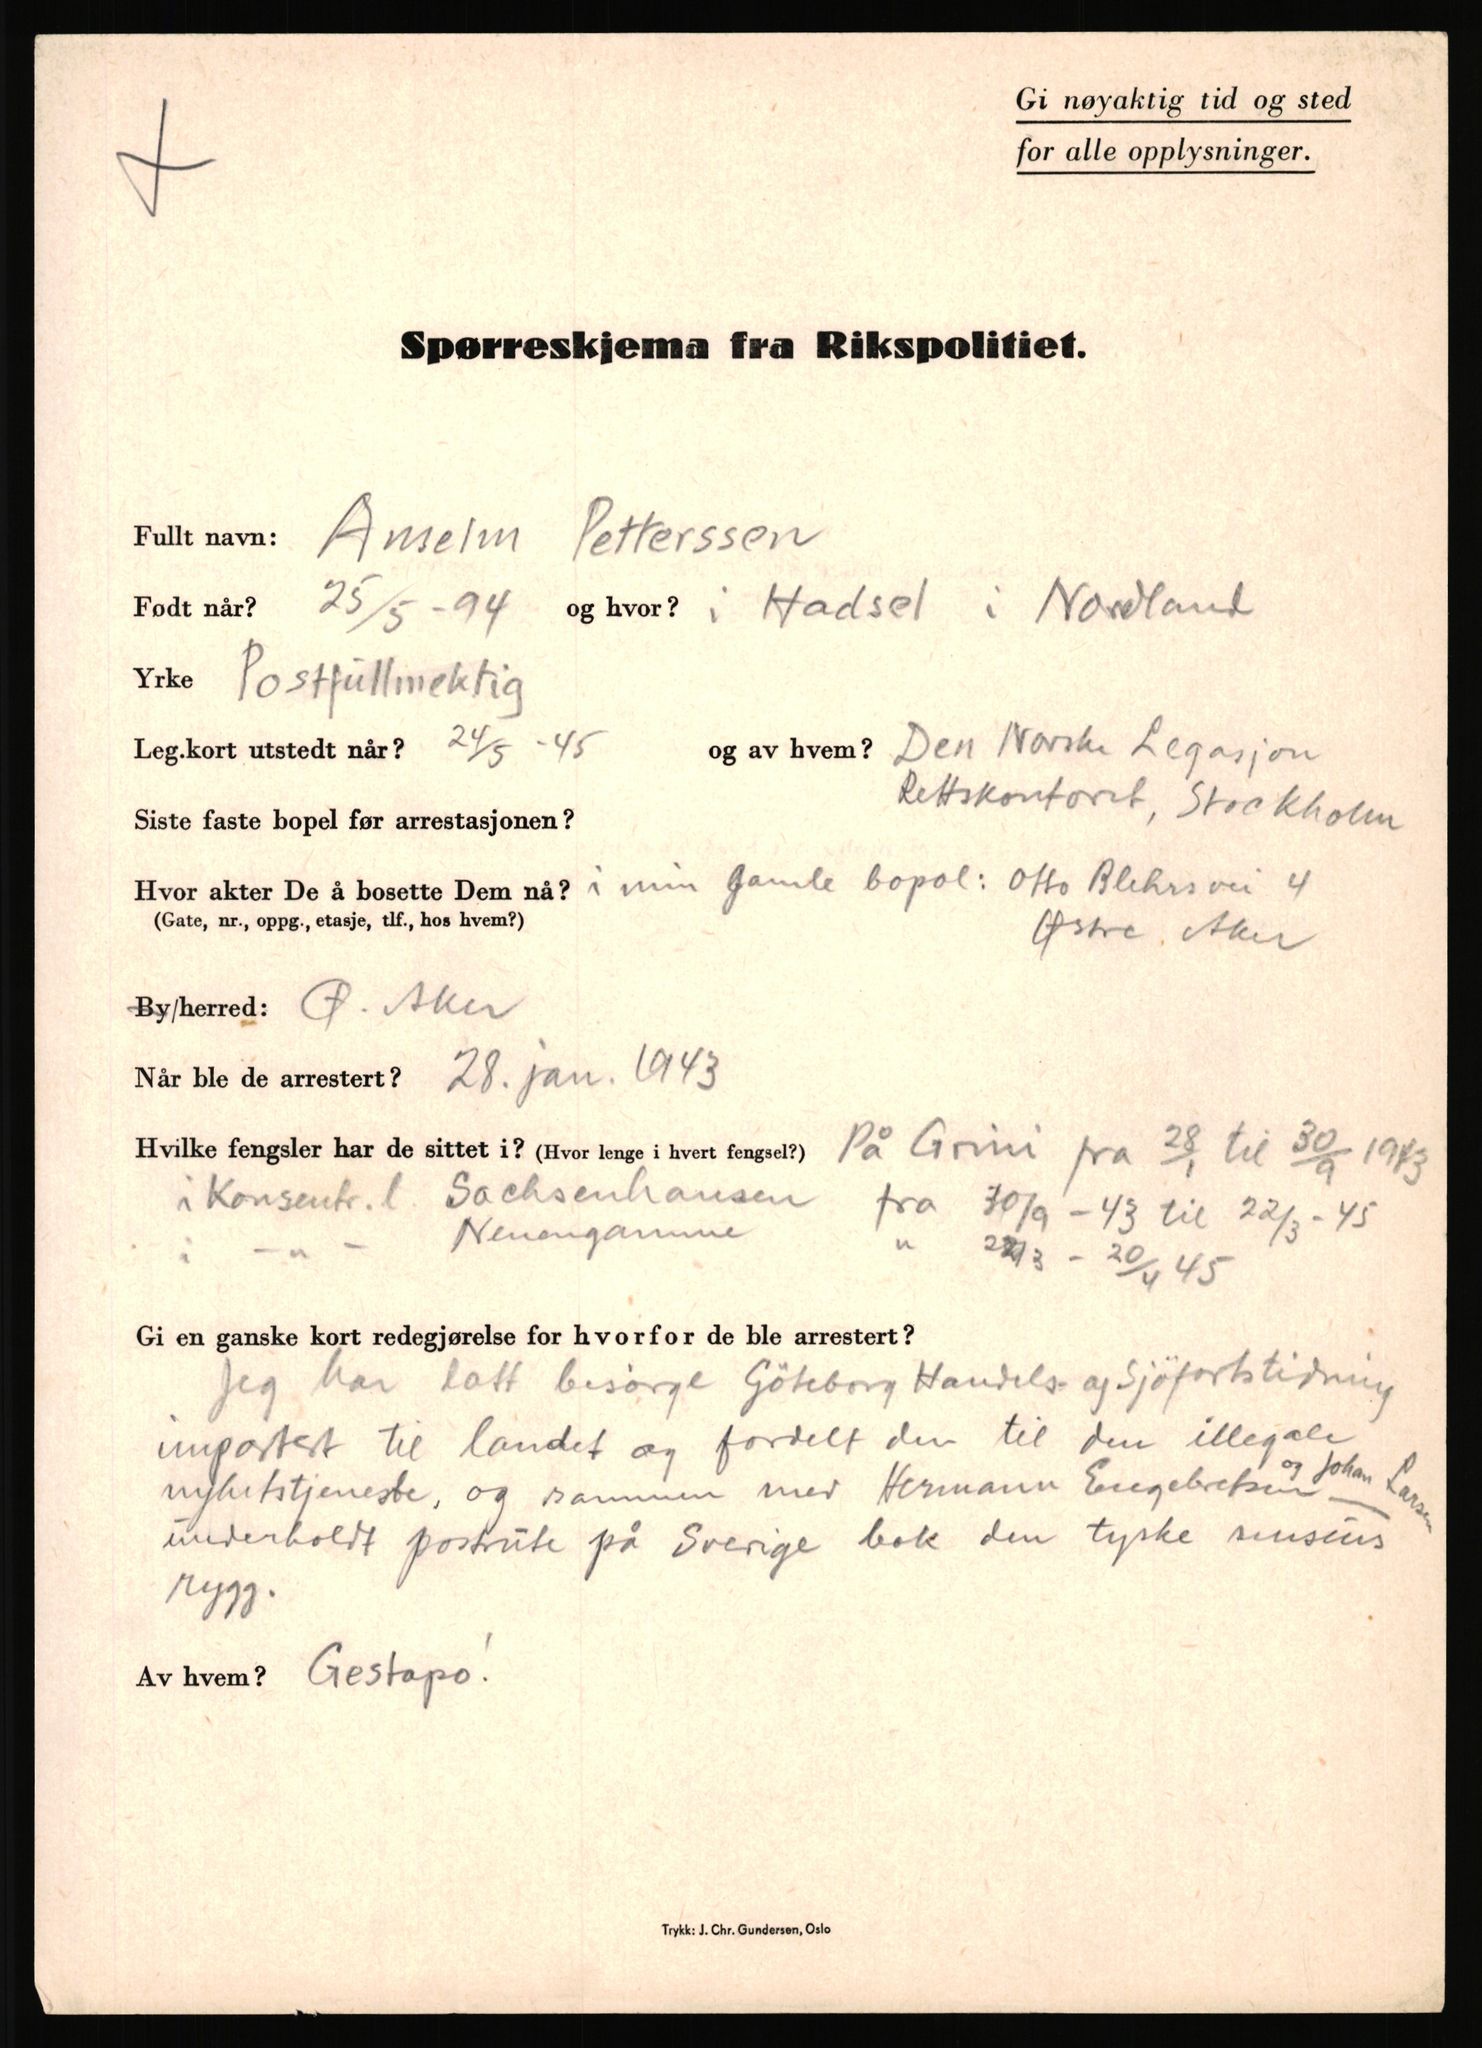 Gi nøyaktig tid og sted
for alle opplysninger.
Spørreskjema fra Rikspolitiet.
Fullt navn: Anselm Petterssen
Født når? 25/5-94 og hvor? i Hadsel i Nordland
Yrke Postfullmektig
Leg.kort utstedt når? 24/5-45 og av hvem? Den Norske Legasjon
Rettskontoret, Stockholm
Siste faste bopel før arrestasjonen?
Hvor akter De å bosette Dem nå? i min gamle bopel: Otto Blehrs vei 4
(Gate, nr., oppg., etasje, tlf., hos hvem?) Østre Aker
By/herred: Ø. Aker
Når ble de arrestert? 28. jan. 1943
Hvilke fengsler har de sittet i? (Hvor lenge i hvert fengsel?) På Grini fra 28/1 til 30/9 1943
i Konsentr.l. Sachsenhausen fra 30/9-43 til 22/3-45
i - " - Neuengamme " 22/3 - 20/4 45
Gi en ganske kort redegjørelse for hvorfor de ble arrestert?
Jeg har latt besörge Göteborg Handels- og Sjöfartstidning
importert til landet og fordelt den til den illegale
nyhetstjeneste, og sammen med Hermann Engebretsen og Johan Larsen
underholdt postrute på Sverige bak den tyske sensurs
rygg.
Av hvem? Gestapo!
Trykk: J. Chr. Gundersen, Oslo